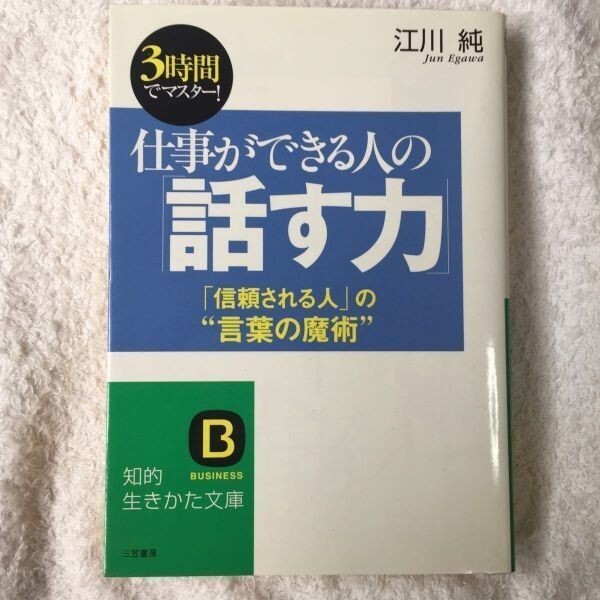 江川 純
Jun Egawa
3時間
でマスター!
仕事ができる人の
「話す力」
「信頼される人」の
“言葉の魔術”
B
BUSINESS
知的
生きかた文庫
三笠書房